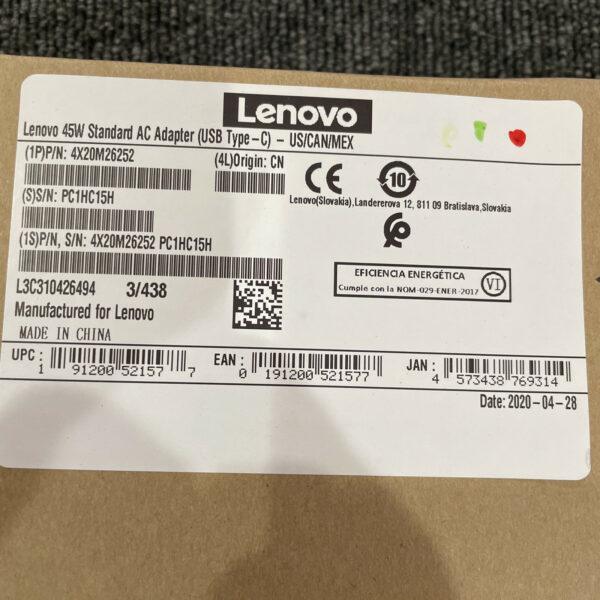 Lenovo
Lenovo 45W Standard AC Adapter (USB Type-C) - US/CAN/MEX
(1P)P/N: 4X20M26252
(4L)Origin: CN
(S)S/N: PC1HC15H
(1S)P/N, S/N: 4X20M26252 PC1HC15H
CE
10
Lenovo(Slovakia),Landererova 12, 811 09 Bratislava,Slovakia
EFICIENCIA ENERGÉTICA
Cumple con la NOM-029-ENER-2017
VI
L3C310426494 3/438
Manufactured for Lenovo
MADE IN CHINA
UPC : 1 91200 52157 7
EAN : 0 191200 521577
JAN : 4 573438 769314
Date: 2020-04-28